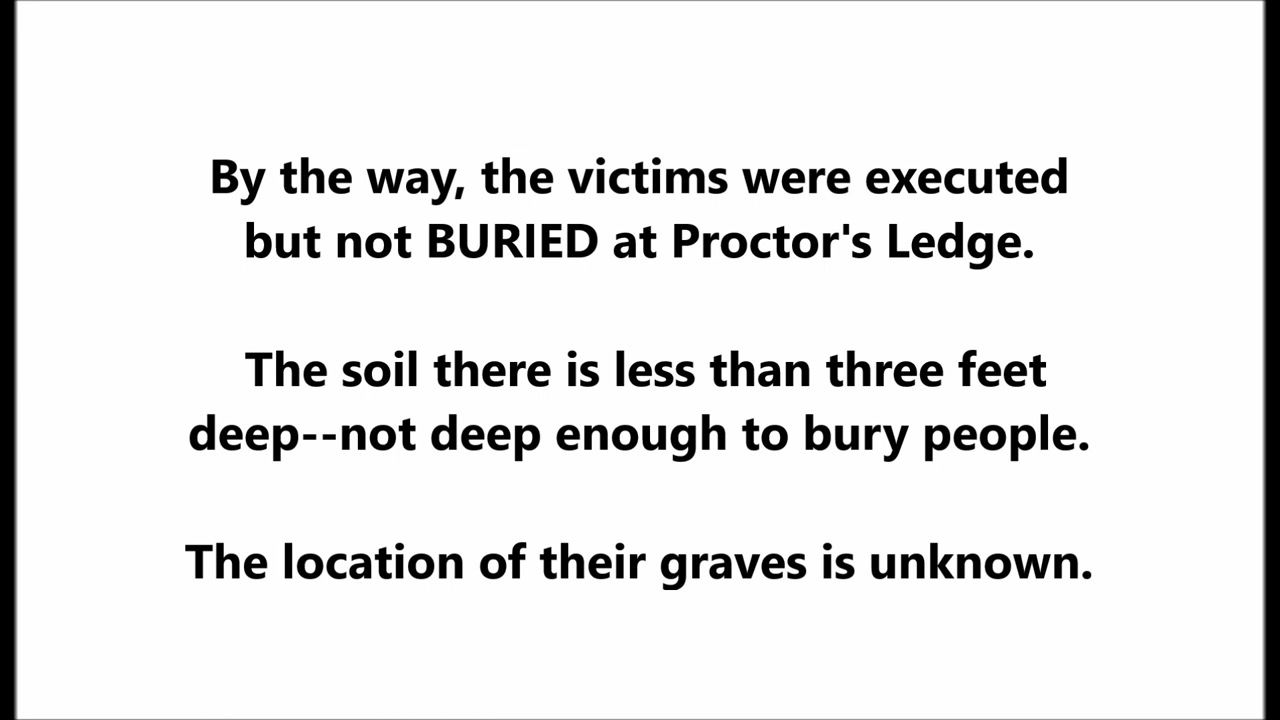 By the way, the victims were executed
but not BURIED at Proctor's Ledge.
The soil there is less than three feet
deep--not deep enough to bury people.
The location of their graves is unknown.